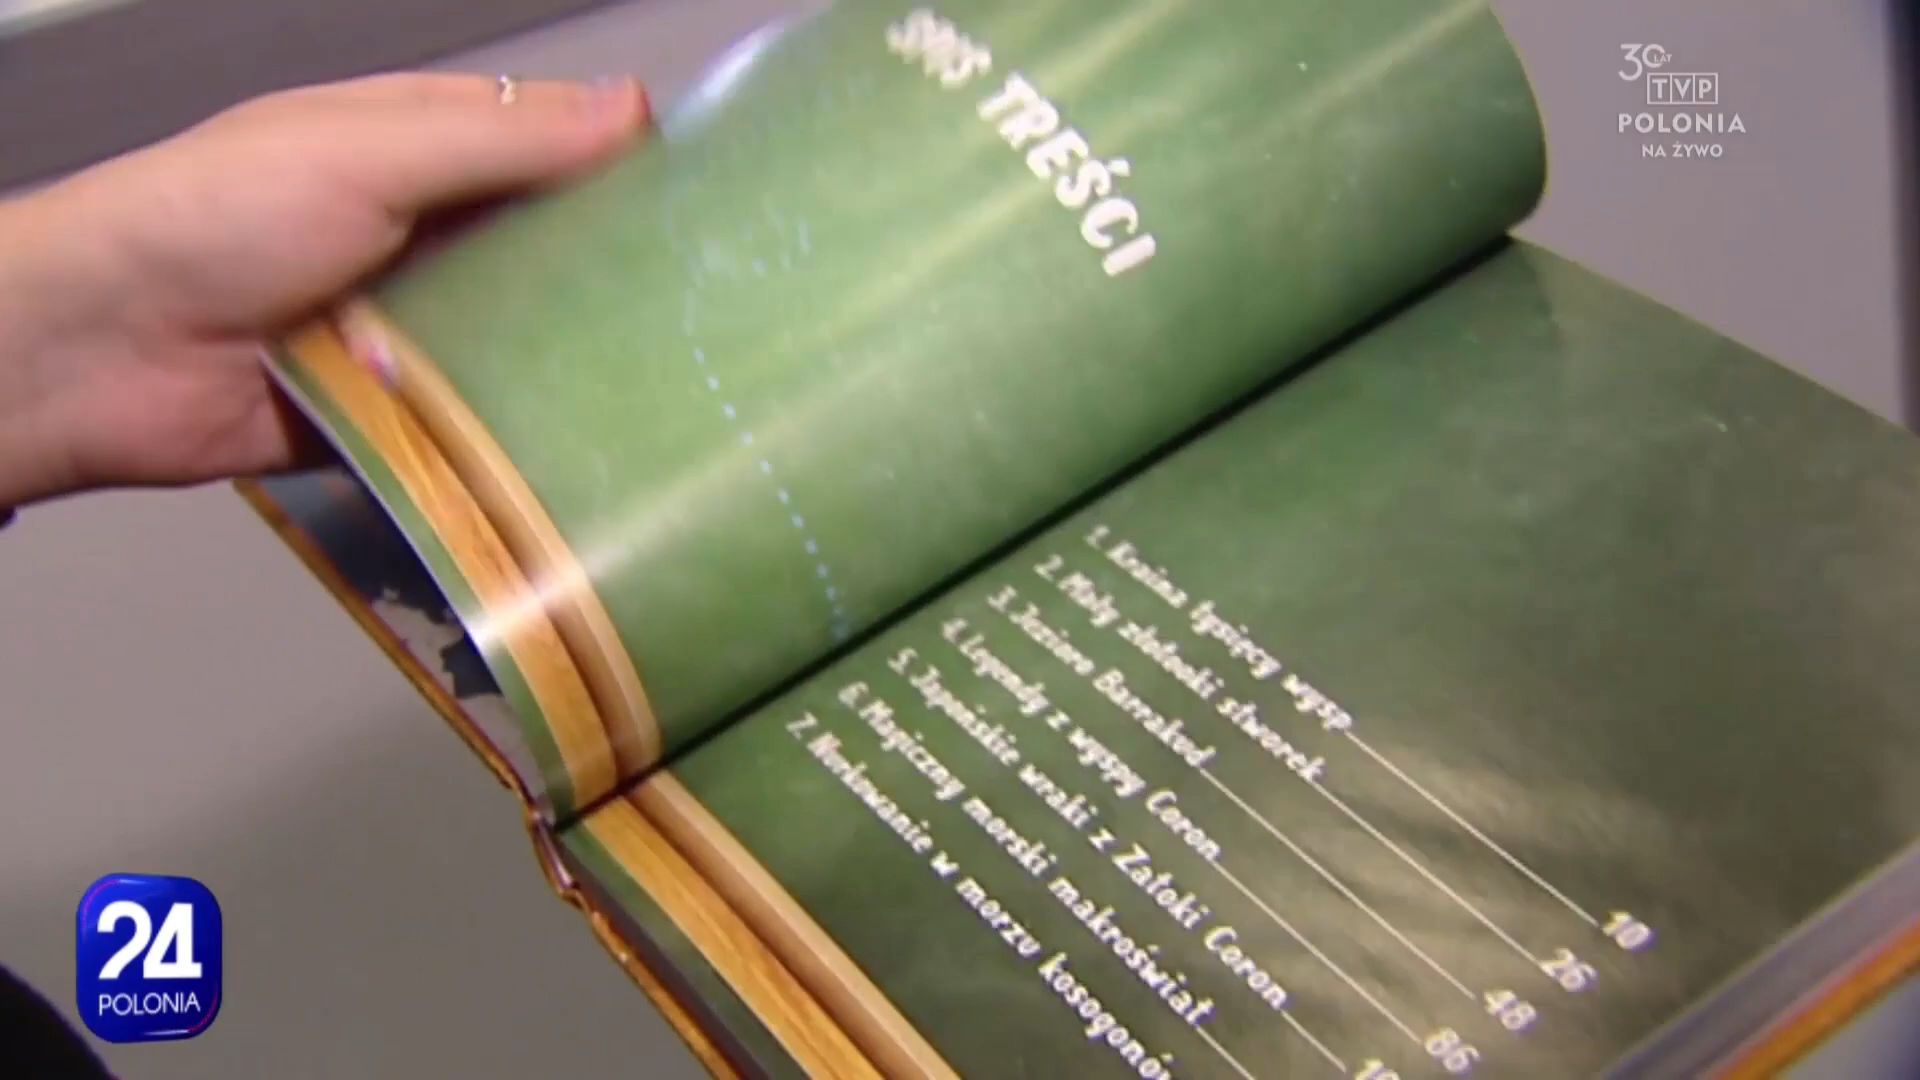 SPIS TREŚCI
1. Kraina tysięcy wysp 10
2. Mały złośnik stworek 26
3. Jezioro Barrakud 48
4. Legendy z wyspy Coron 86
5. Japońskie wraki z Zatoki Coron
6. Magiczny morski makroświat
7. Nurkowanie w morzu kosogonów
30 LAT
TVP
POLONIA
NA ŻYWO
24
POLONIA